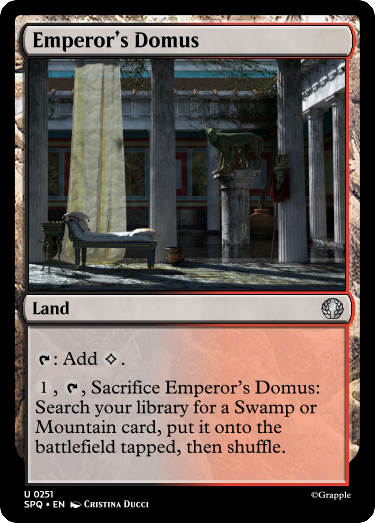 Emperor's Domus
Land
: Add .
1 , , Sacrifice Emperor's Domus:
Search your library for a Swamp or
Mountain card, put it onto the
battlefield tapped, then shuffle.
U 0251
SPQ • EN Cristina Ducci
©Grapple